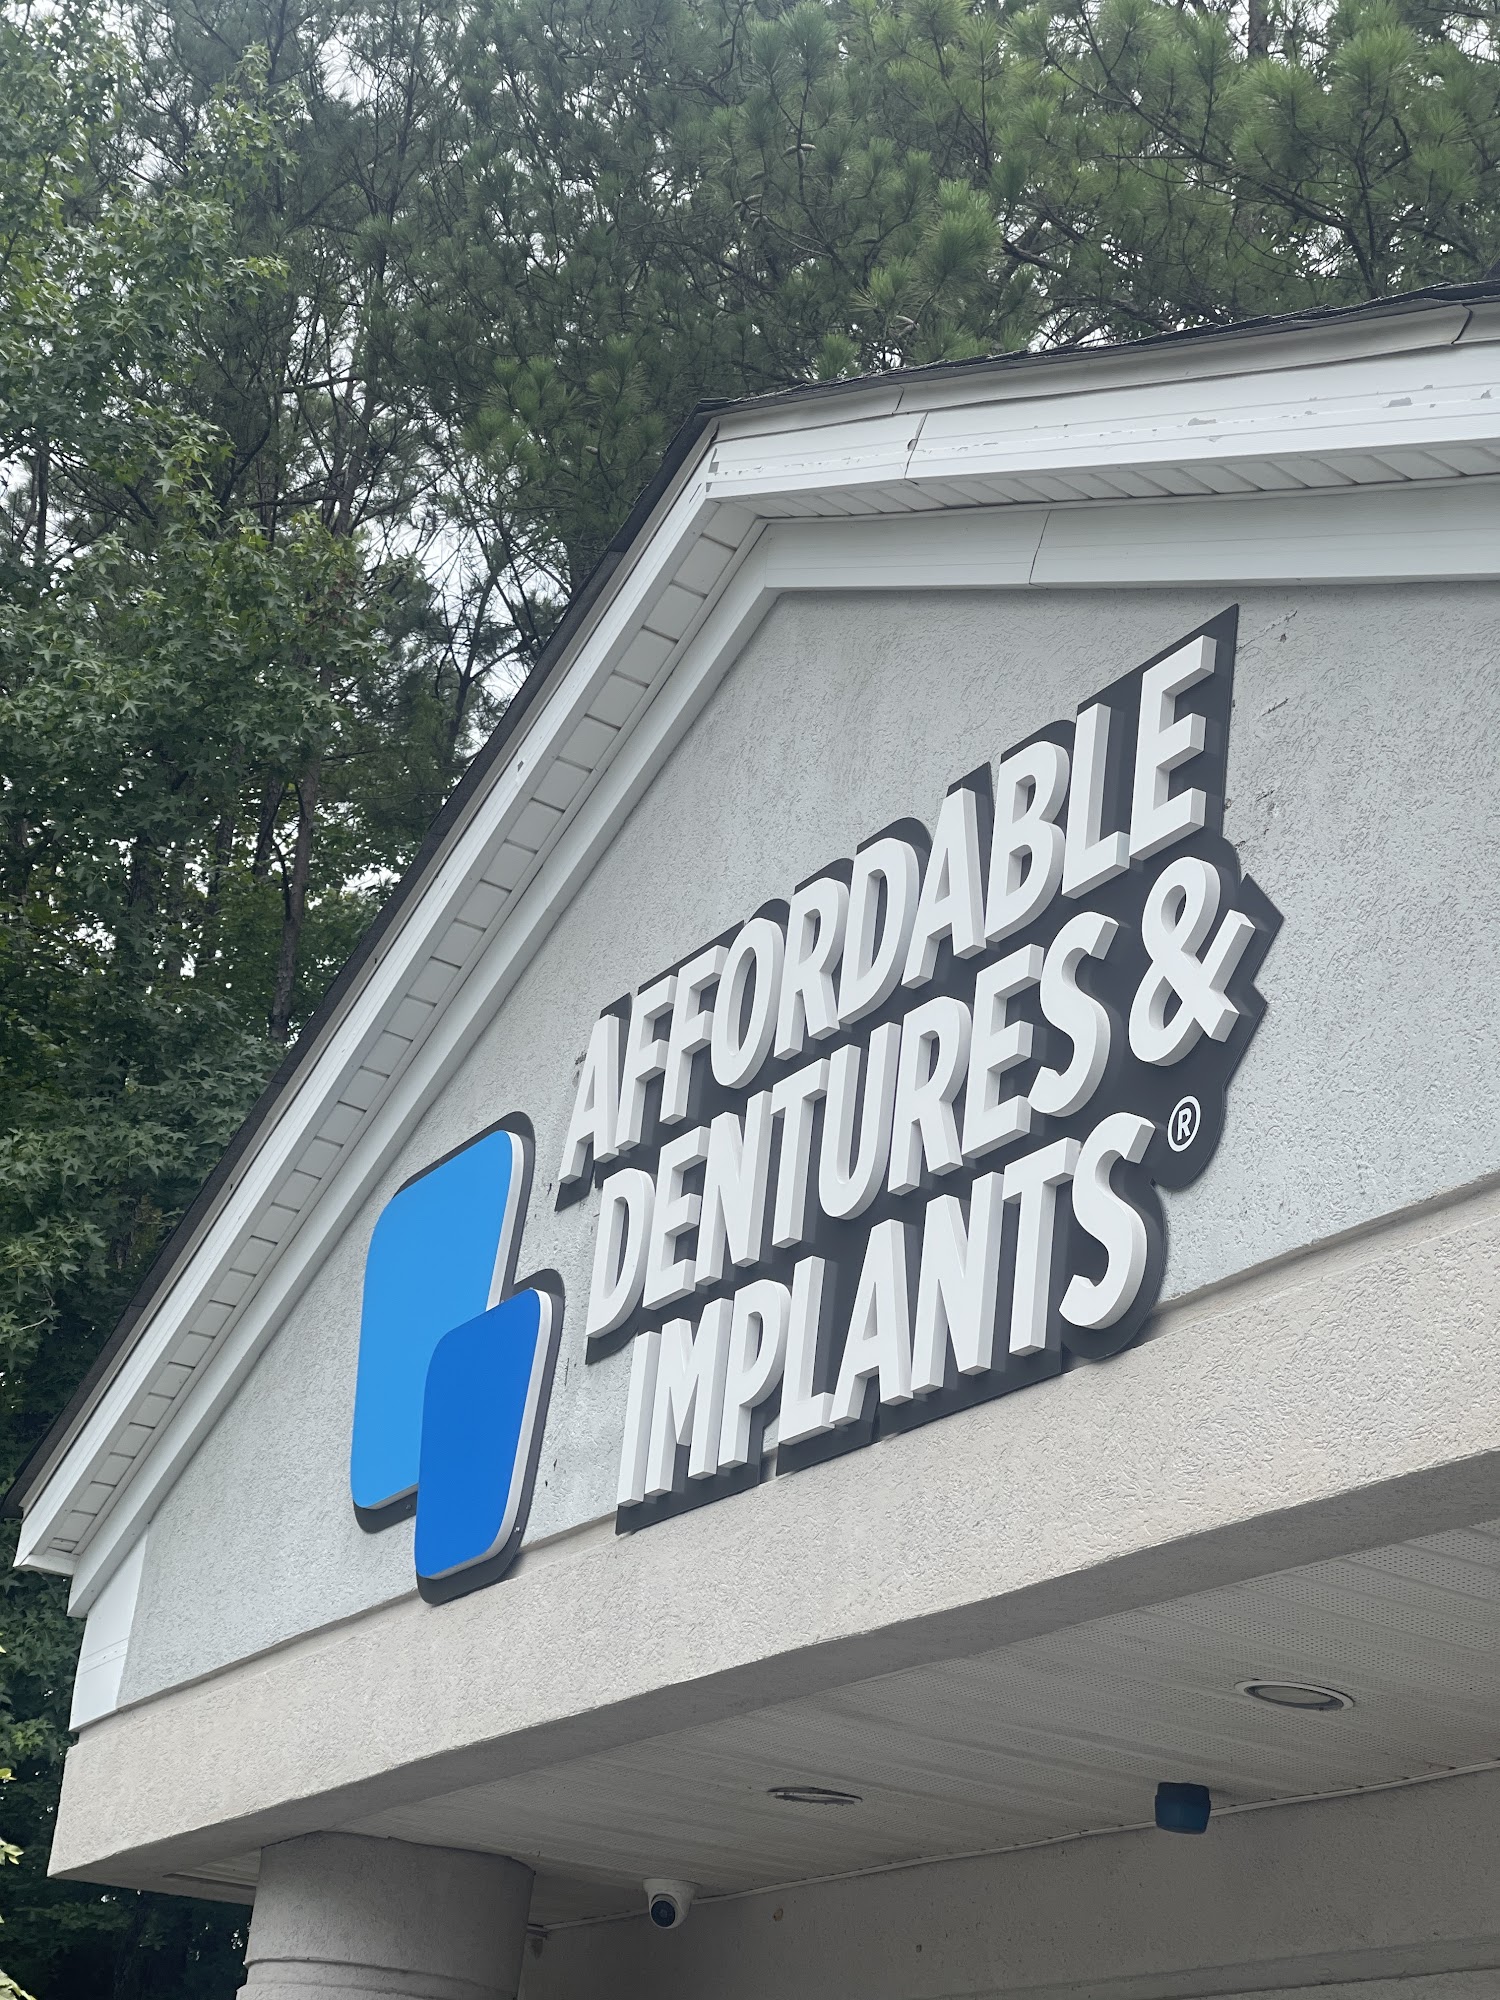 AFFORDABLE
DENTURES &
IMPLANTS®